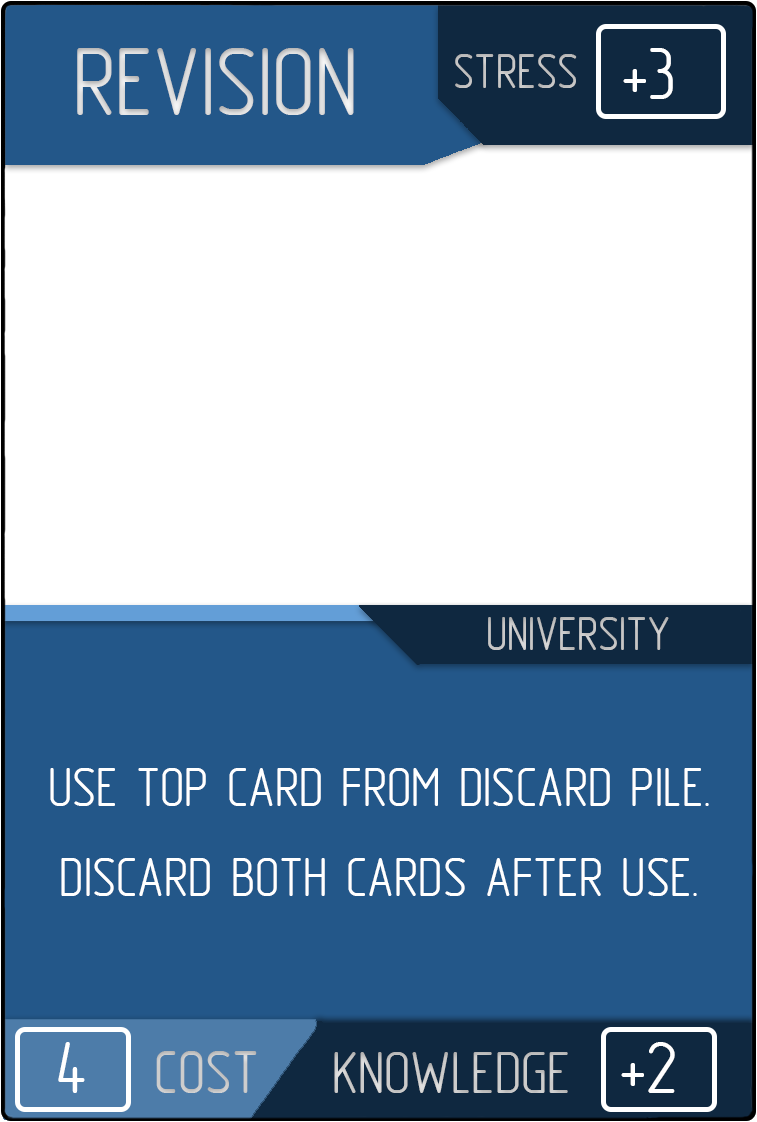 REVISION
STRESS +3
UNIVERSITY
USE TOP CARD FROM DISCARD PILE.
DISCARD BOTH CARDS AFTER USE.
4 COST KNOWLEDGE +2